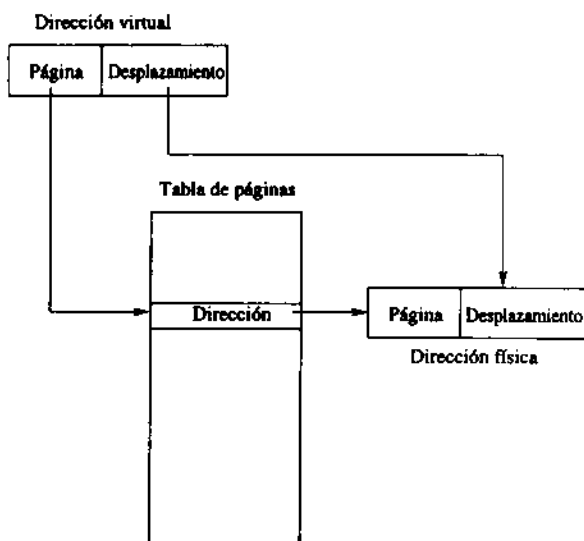 Dirección virtual
Página Desplazamiento
Tabla de páginas
Dirección
Página Desplazamiento
Dirección física